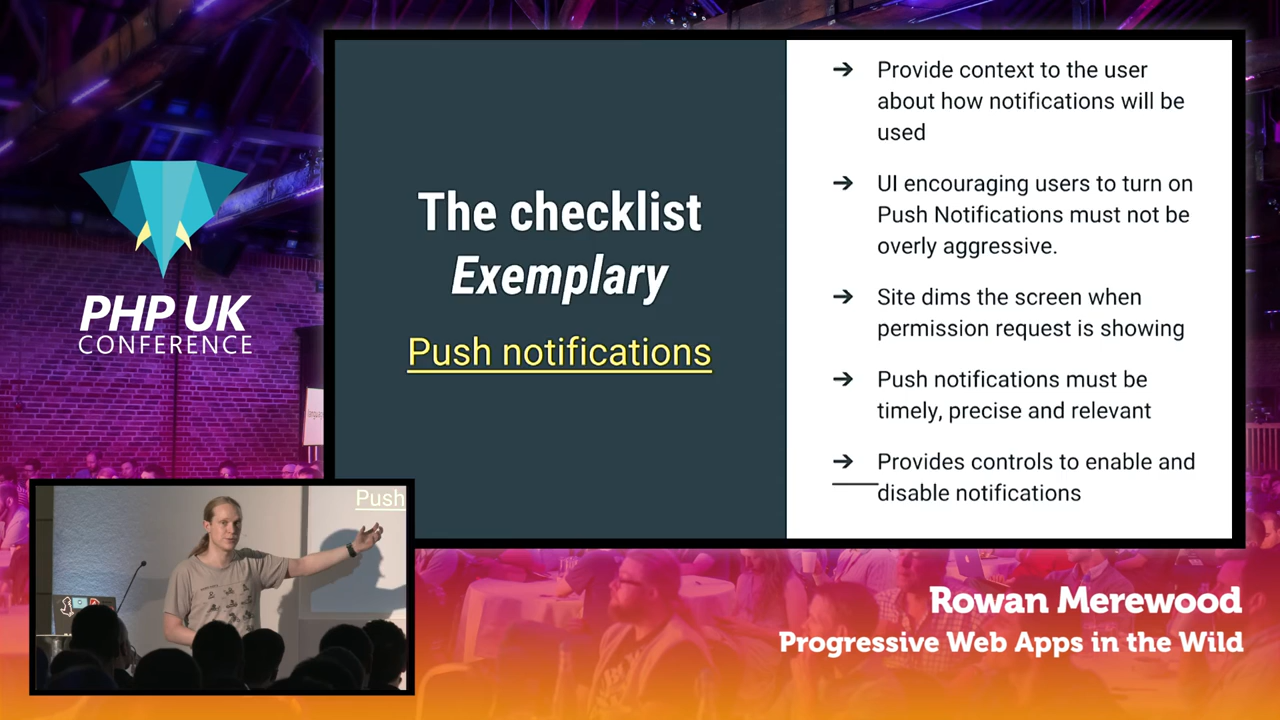 PHP UK
CONFERENCE
The checklist
Exemplary
Push notifications
➔ Provide context to the user
about how notifications will be
used
➔ UI encouraging users to turn on
Push Notifications must not be
overly aggressive.
➔ Site dims the screen when
permission request is showing
➔ Push notifications must be
timely, precise and relevant
➔ Provides controls to enable and
disable notifications
Push
Rowan Merewood
Progressive Web Apps in the Wild